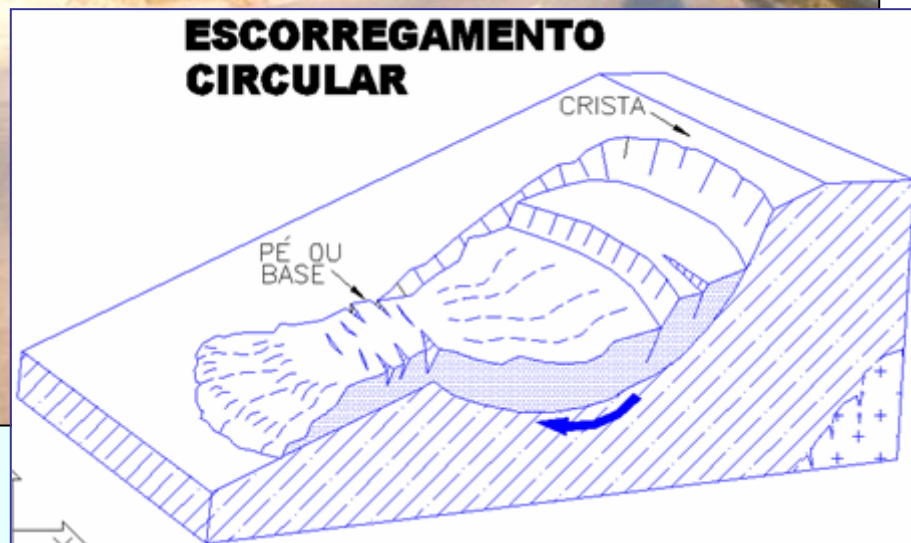 ESCORREGAMENTO
CIRCULAR
CRISTA
PÉ OU
BASE